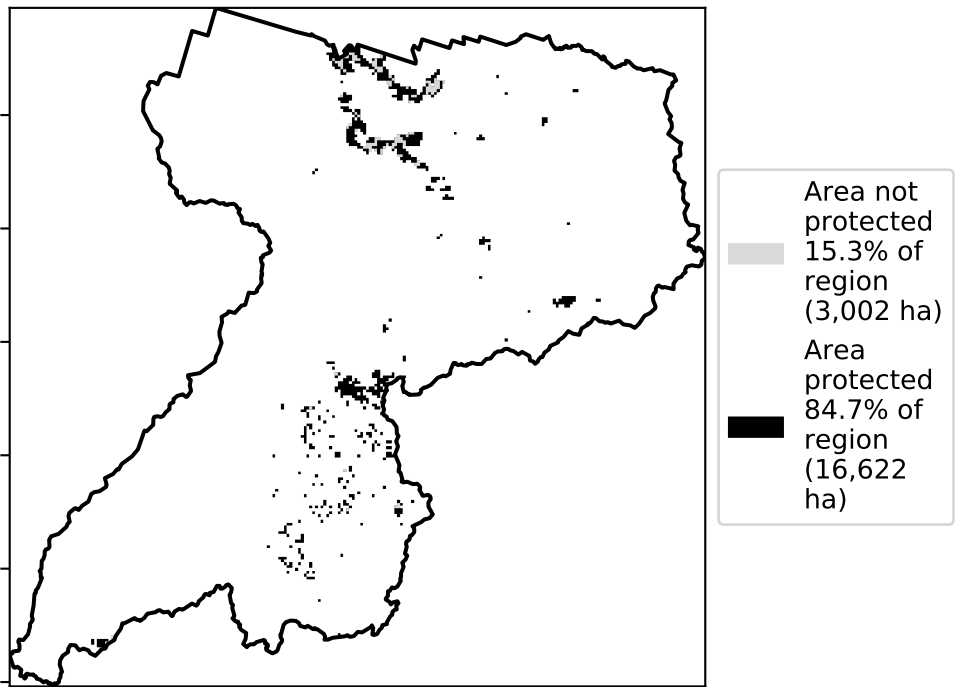 Area not
protected
15.3% of
region
(3,002 ha)
Area
protected
84.7% of
region
(16,622
ha)